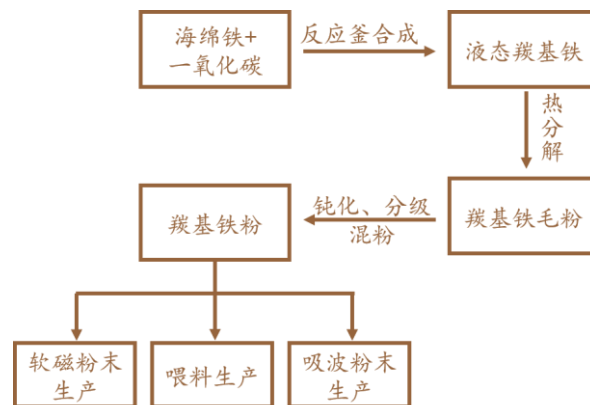 海绵铁+
一氧化碳
反应釜合成
液态羰基铁
热
分
解
羰基铁毛粉
钝化、分级
混粉
羰基铁粉
软磁粉末
生产
喂料生产
吸波粉末
生产